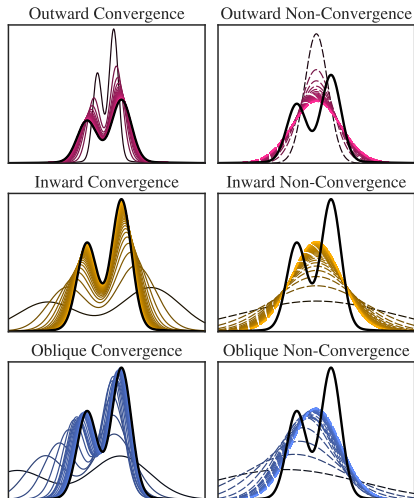 Outward Convergence
Outward Non-Convergence
Inward Convergence
Inward Non-Convergence
Oblique Convergence
Oblique Non-Convergence